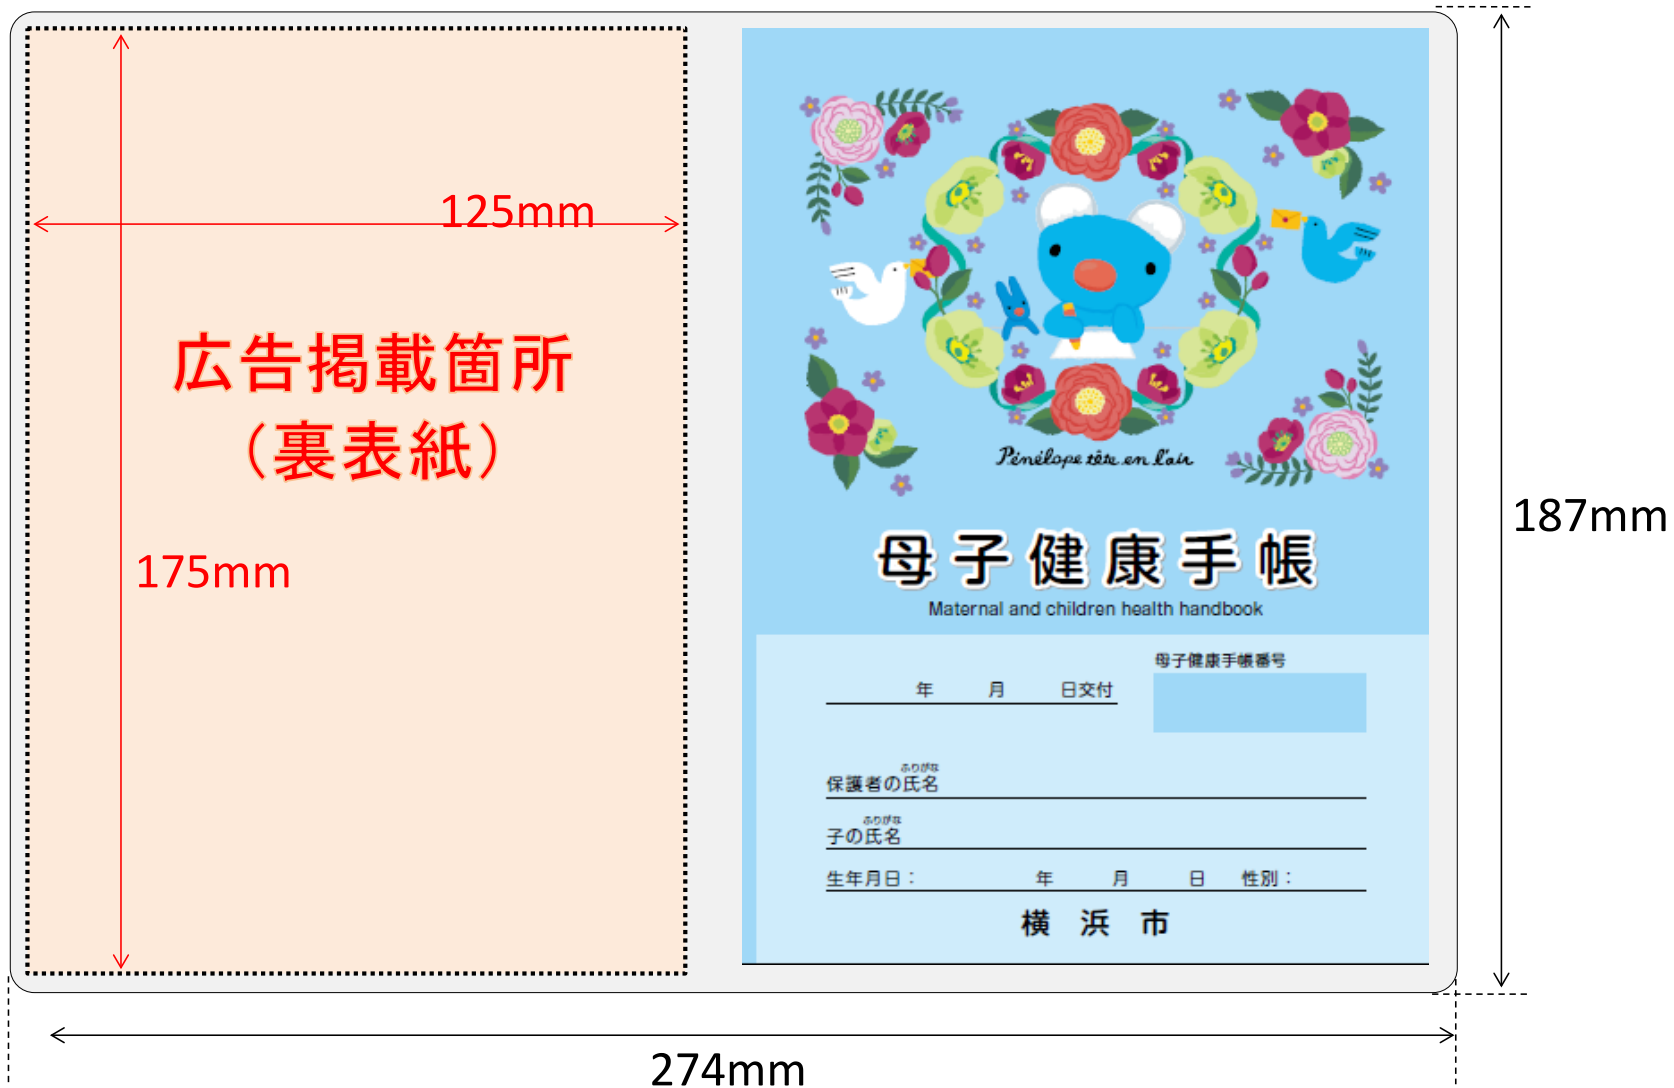 125mm
広告掲載箇所
（裏表紙）
175mm
Pénélope tête en l'air
母子健康手帳
Maternal and children health handbook
母子健康手帳番号
年 月 日交付
ふりがな
保護者の氏名
ふりがな
子の氏名
生年月日： 年 月 日 性別：
横 浜 市
187mm
274mm